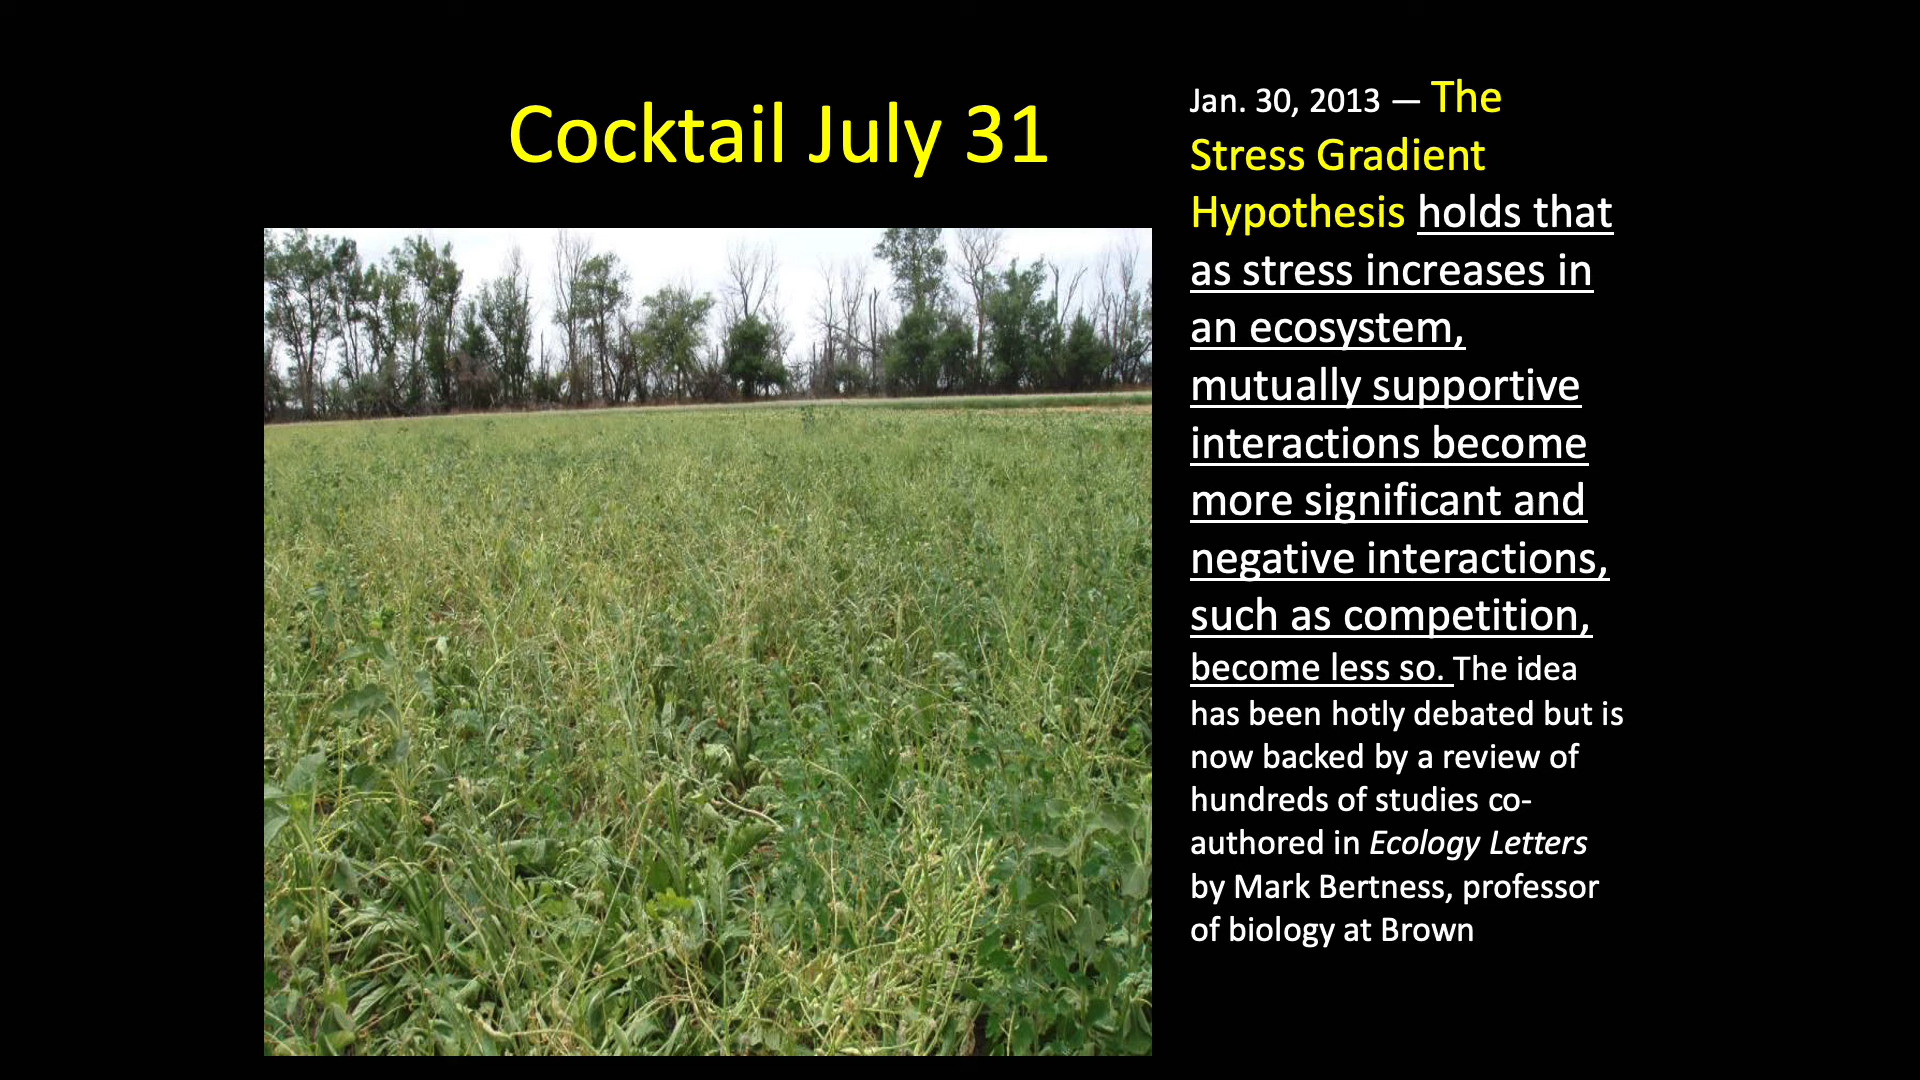 Cocktail July 31
Jan. 30, 2013 — The
Stress Gradient
Hypothesis holds that
as stress increases in
an ecosystem,
mutually supportive
interactions become
more significant and
negative interactions,
such as competition,
become less so. The idea
has been hotly debated but is
now backed by a review of
hundreds of studies co-
authored in Ecology Letters
by Mark Bertness, professor
of biology at Brown